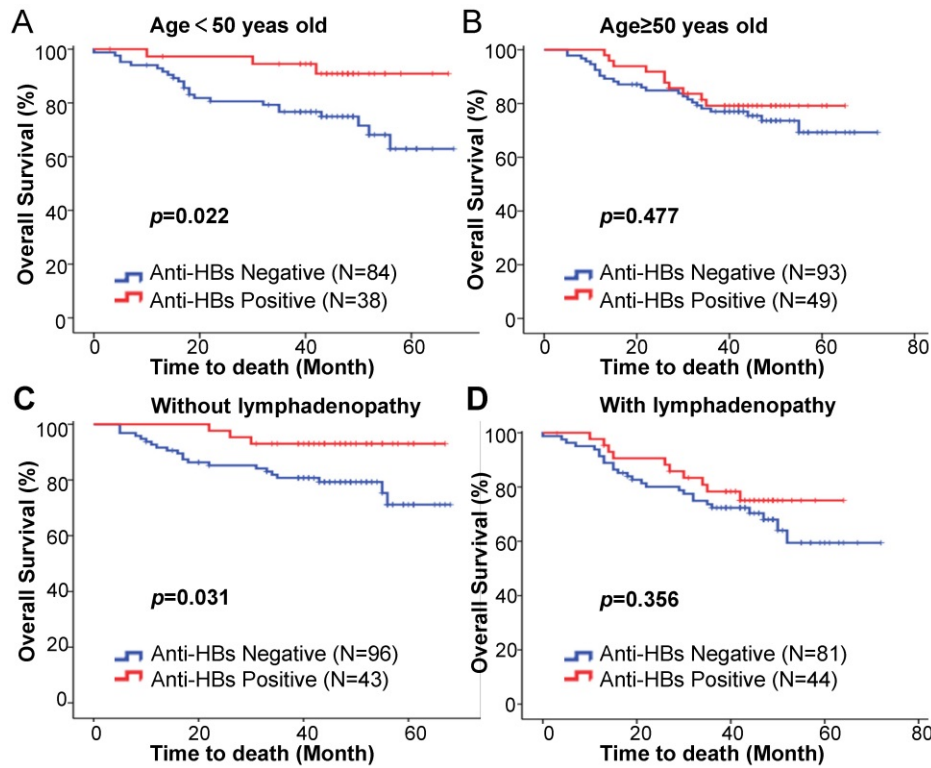 A
Age<50 yeas old
Overall Survival (%)
100
80
60
40
20
0
p=0.022
Anti-HBs Negative (N=84)
Anti-HBs Positive (N=38)
0 20 40 60
Time to death (Month)
B
Age≥50 years old
Overall Survival (%)
100
80
60
40
20
0
p=0.477
Anti-HBs Negative (N=93)
Anti-HBs Positive (N=49)
0 20 40 60 80
Time to death (Month)
C
Without lymphadenopathy
Overall Survival (%)
100
80
60
40
20
0
p=0.031
Anti-HBs Negative (N=96)
Anti-HBs Positive (N=43)
0 20 40 60
Time to death (Month)
D
With lymphadenopathy
Overall Survival (%)
100
80
60
40
20
0
p=0.356
Anti-HBs Negative (N=81)
Anti-HBs Positive (N=44)
0 20 40 60 80
Time to death (Month)